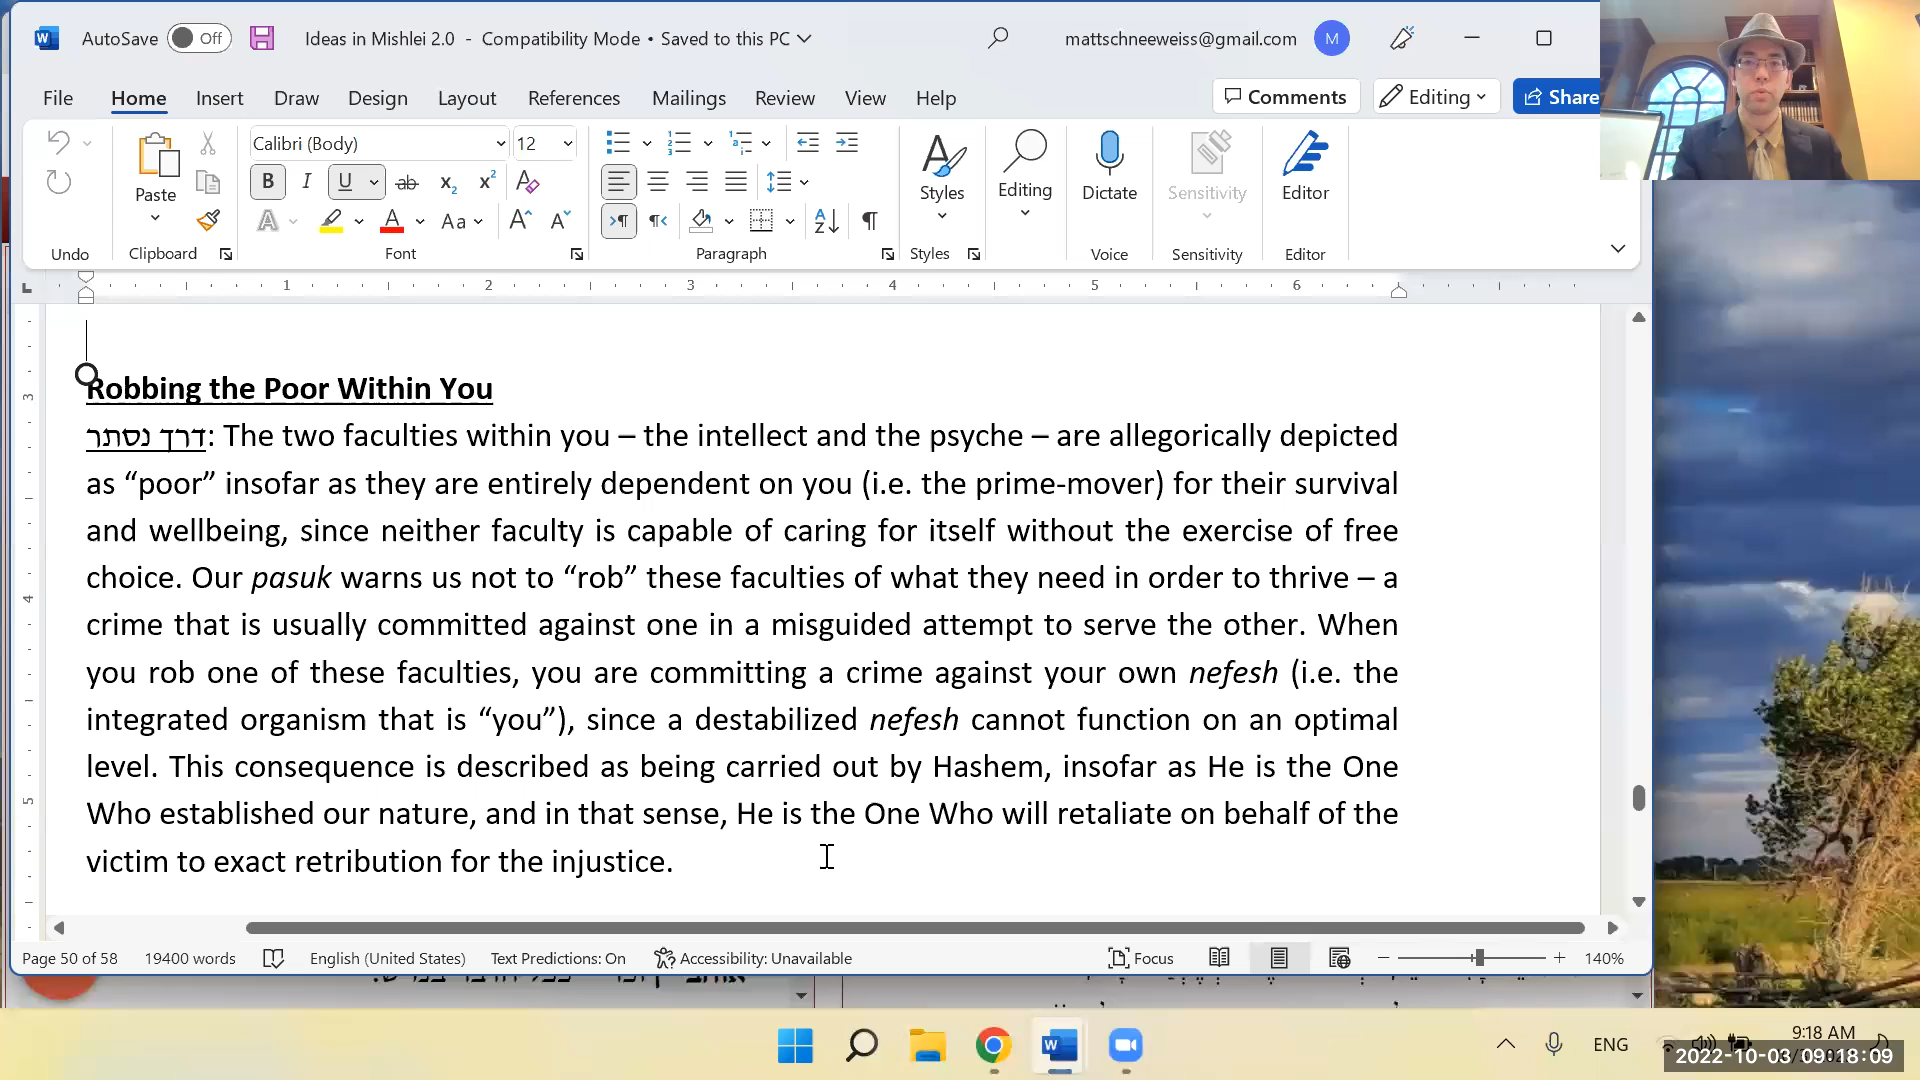 AutoSave Off Ideas in Mishlei 2.0 - Compatibility Mode • Saved to this PC mattschneeweiss@gmail.com M
File Home Insert Draw Design Layout References Mailings Review View Help Comments Editing Share
Calibri (Body) 12
Paste Styles Editing Dictate Sensitivity Editor
Undo Clipboard Font Paragraph Styles Voice Sensitivity Editor
1 2 3 4 5 6
Robbing the Poor Within You
דרך נסתר: The two faculties within you – the intellect and the psyche – are allegorically depicted
as “poor” insofar as they are entirely dependent on you (i.e. the prime-mover) for their survival
and wellbeing, since neither faculty is capable of caring for itself without the exercise of free
choice. Our pasuk warns us not to “rob” these faculties of what they need in order to thrive – a
crime that is usually committed against one in a misguided attempt to serve the other. When
you rob one of these faculties, you are committing a crime against your own nefesh (i.e. the
integrated organism that is “you”), since a destabilized nefesh cannot function on an optimal
level. This consequence is described as being carried out by Hashem, insofar as He is the One
Who established our nature, and in that sense, He is the One Who will retaliate on behalf of the
victim to exact retribution for the injustice.
3
4
5
Page 50 of 58 19400 words English (United States) Text Predictions: On Accessibility: Unavailable Focus 140%
ENG 9:18 AM
2022-10-03 09:18:09